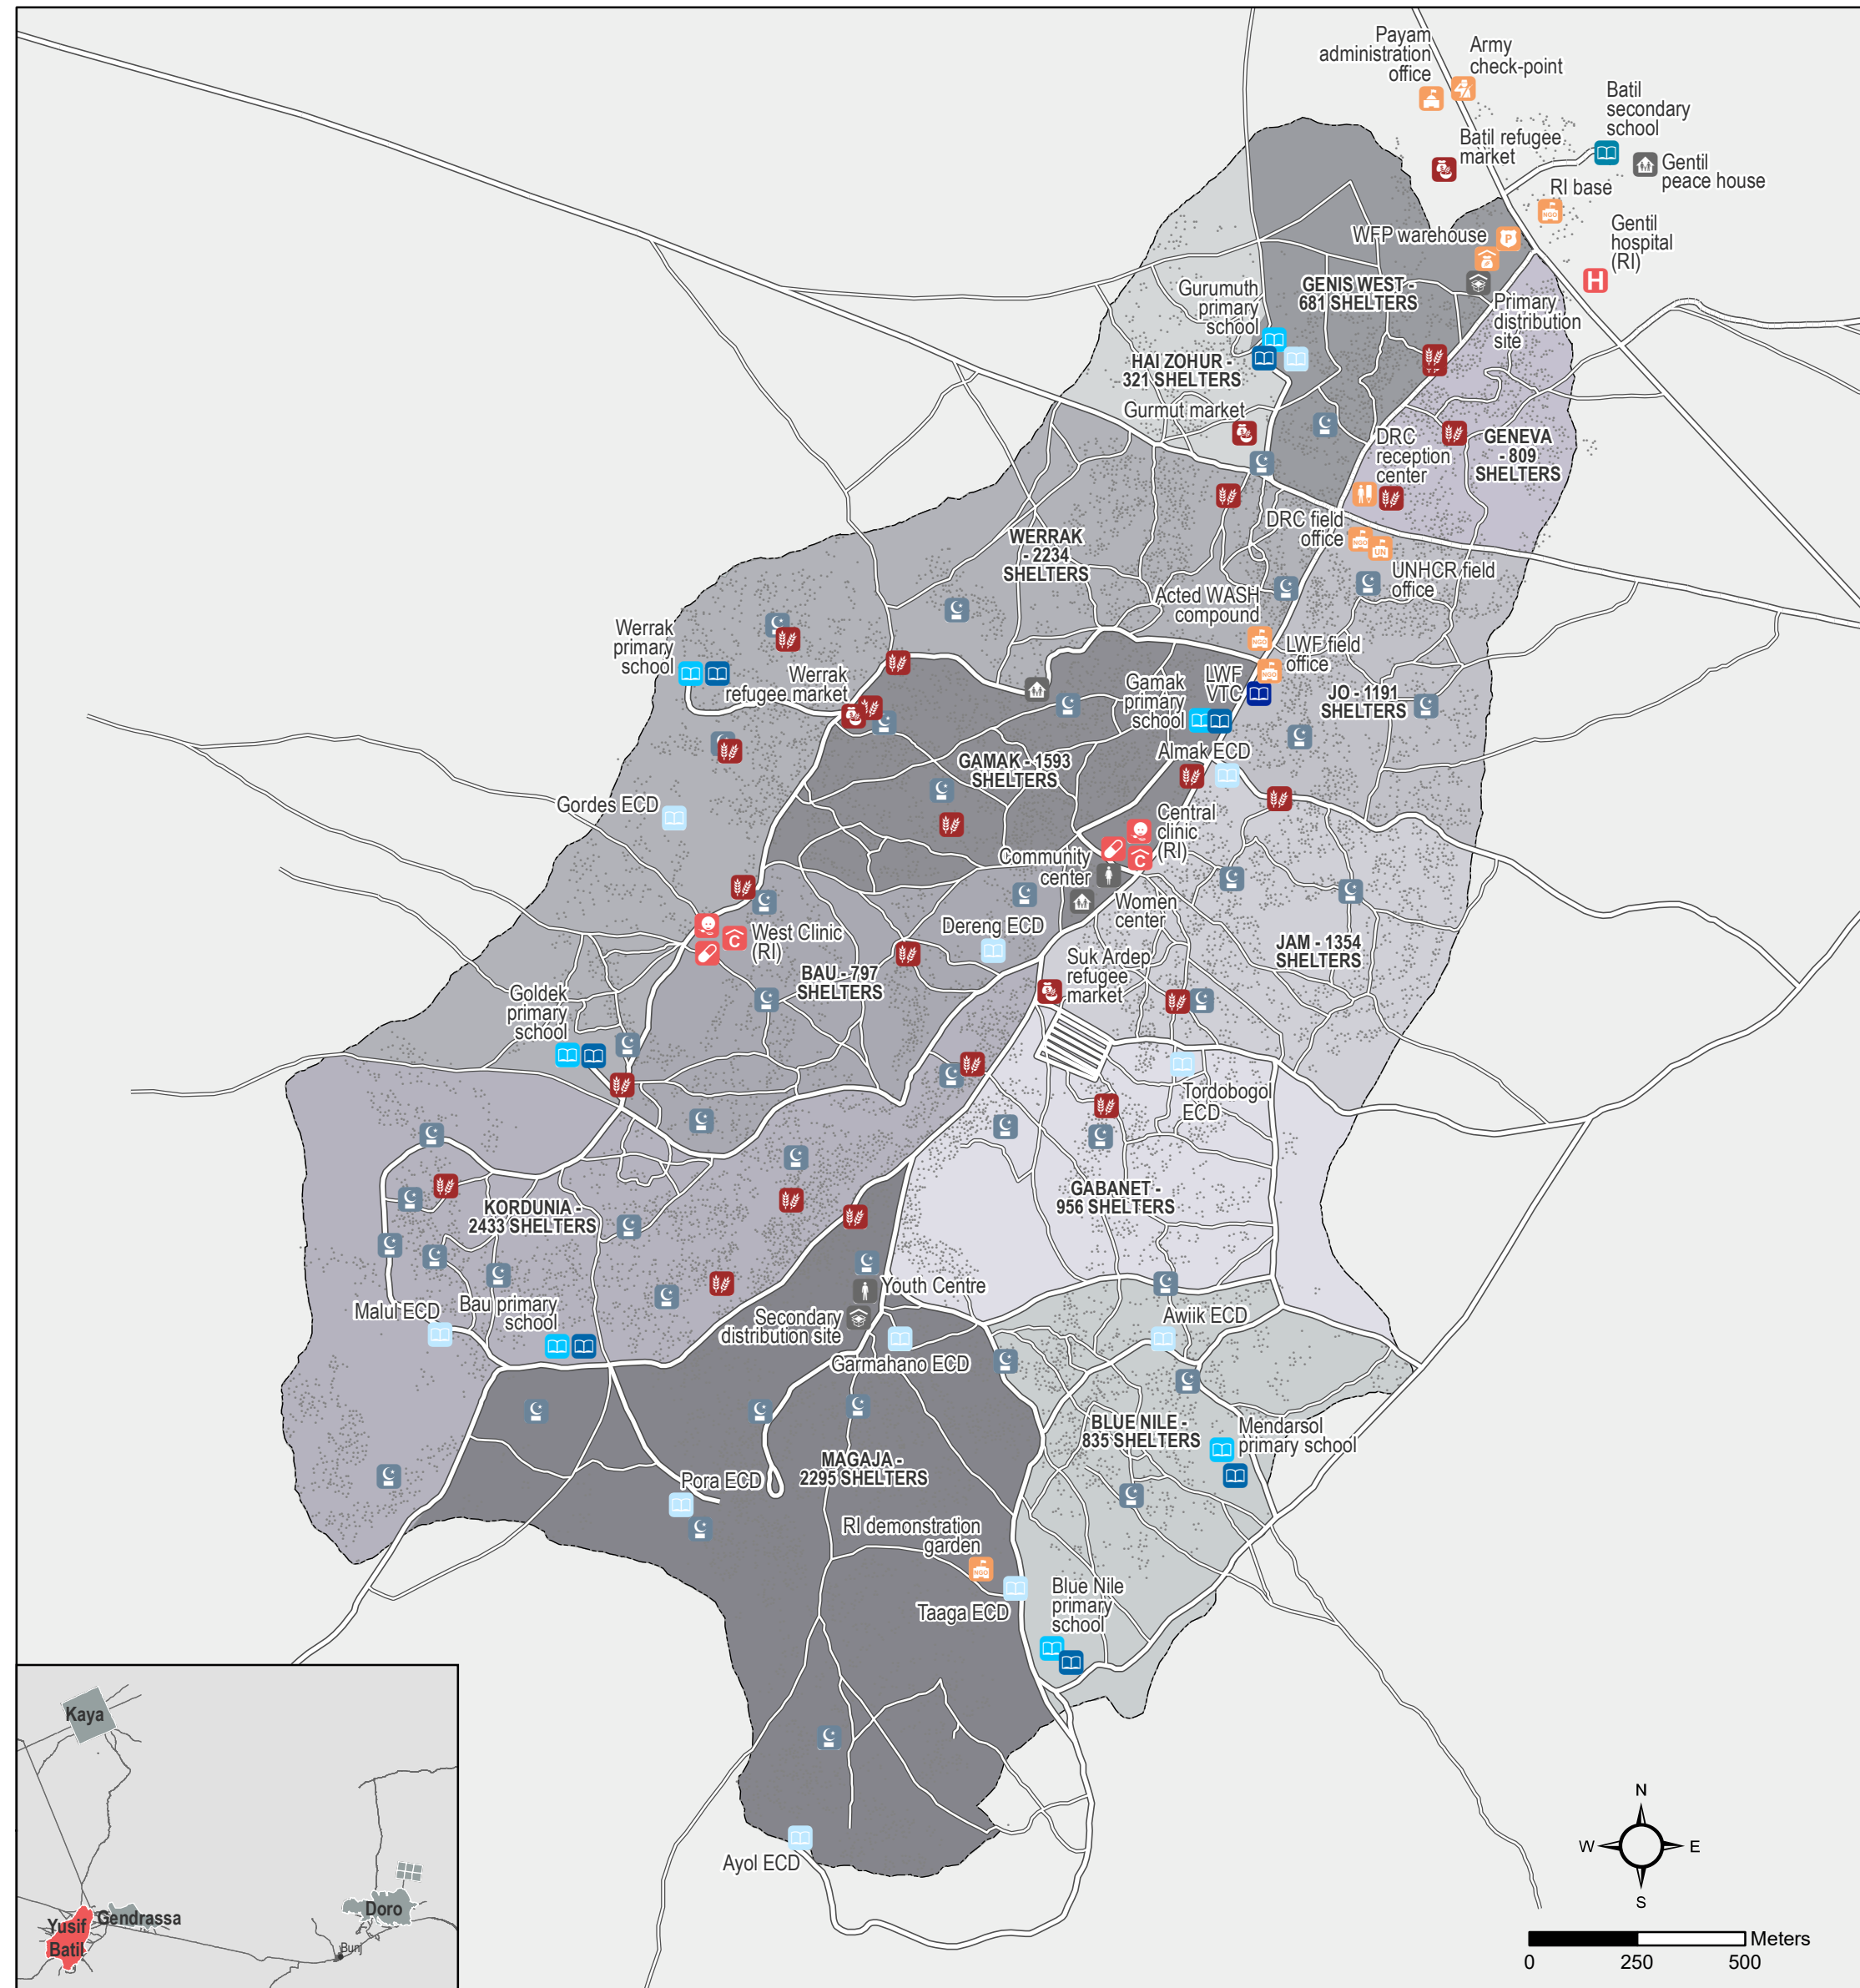 Payam
administration
office
Army
check-point
Batil
secondary
school
Batil refugee
market
Gentil
peace house
RI base
Gentil
hospital
(RI)
WFP warehouse
P
NGO
H
GENIS WEST -
681 SHELTERS
Primary
distribution
site
Gurumuth
primary
school
HAI ZOHUR -
321 SHELTERS
Gurmut market
DRC
reception
center
GENEVA
- 809
SHELTERS
DRC field
office
NGO
UN
UNHCR field
office
WERRAK
- 2234
SHELTERS
Acted WASH
compound
NGO
LWF field
office
NGO
LWF
VTC
Werrak
primary
school
Werrak
refugee market
Gamak
primary
school
JO - 1191
SHELTERS
Almak ECD
GAMAK - 1593
SHELTERS
Gordes ECD
Central
clinic
(RI)
C
Community
center
Women
center
Dereng ECD
West Clinic
(RI)
C
BAU - 797
SHELTERS
JAM - 1354
SHELTERS
Suk Ardep
refugee
market
Goldek
primary
school
Tordobogol
ECD
KORDUNIA -
2433 SHELTERS
GABANET -
956 SHELTERS
Youth Centre
Malul ECD
Bau primary
school
Secondary
distribution site
Garmahano ECD
Awiik ECD
BLUE NILE -
835 SHELTERS
Mendarsol
primary school
MAGAJA -
2295 SHELTERS
Pora ECD
RI demonstration
garden
NGO
Taaga ECD
Blue Nile
primary
school
Ayol ECD
Kaya
Yusif
Batil
Gendrassa
Doro
Bunj
N
W
E
S
Meters
0
250
500